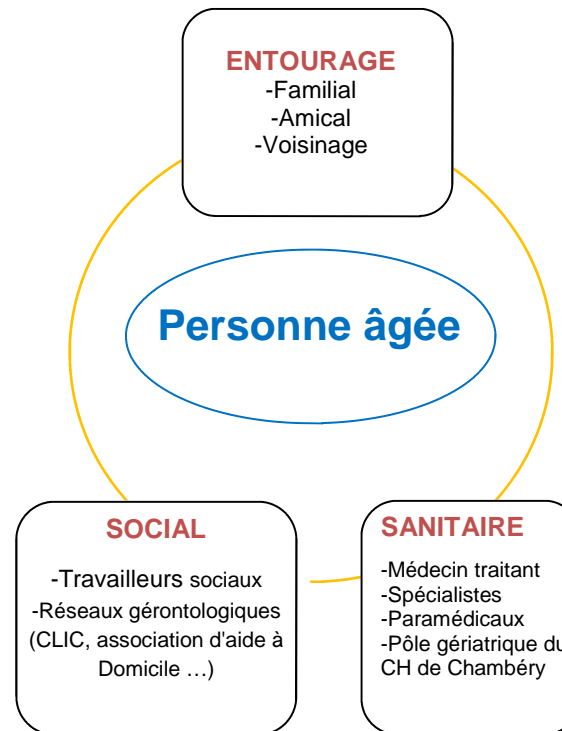 ENTOURAGE
-Familial
-Amical
-Voisinage
Personne âgée
SOCIAL
-Travailleurs sociaux
-Réseaux gérontologiques
(CLIC, association d'aide à
Domicile …)
SANITAIRE
-Médecin traitant
-Spécialistes
-Paramédicaux
-Pôle gériatrique du
CH de Chambéry